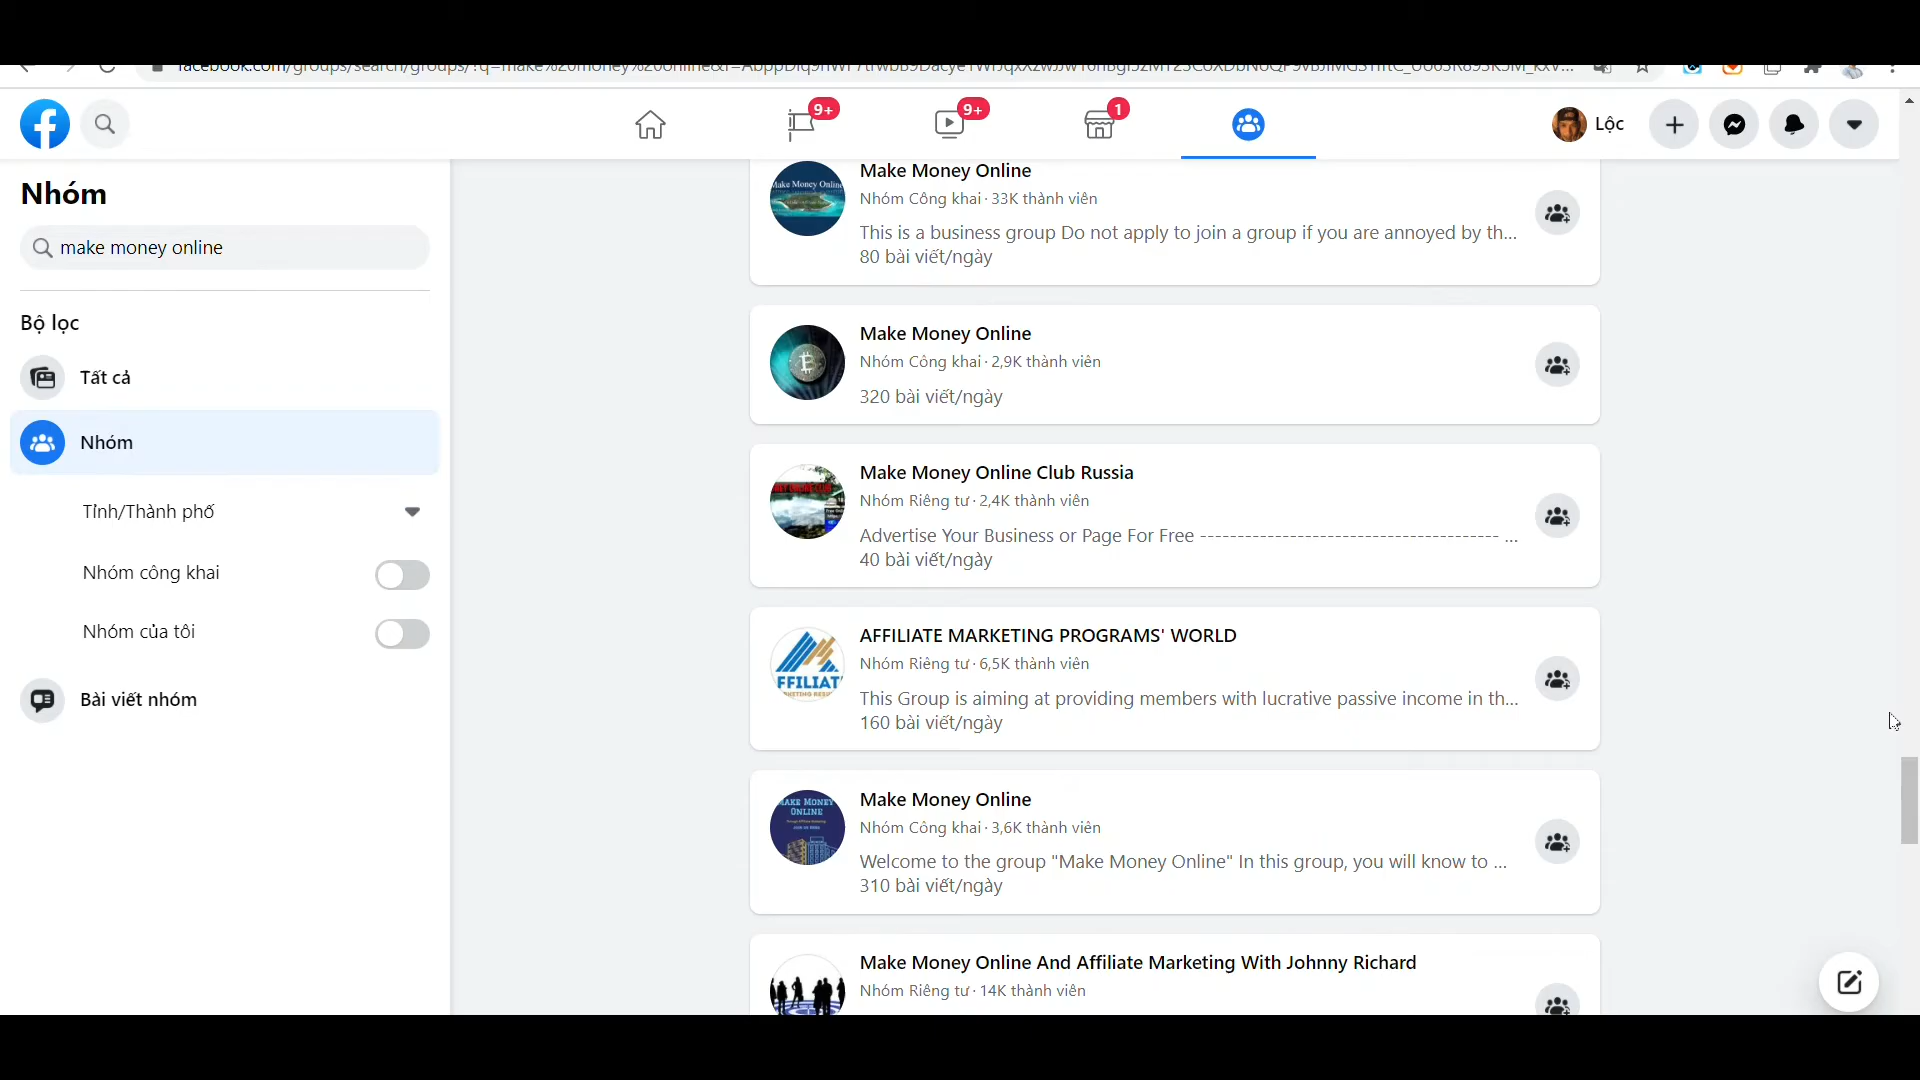 9+
9+
1
Lộc
Nhóm
make money online
Bộ lọc
Tất cả
Nhóm
Tỉnh/Thành phố
Nhóm công khai
Nhóm của tôi
Bài viết nhóm
Make Money Online
Make Money Online
Nhóm Công khai · 33K thành viên
This is a business group Do not apply to join a group if you are annoyed by th...
80 bài viết/ngày
Make Money Online
Nhóm Công khai · 2,9K thành viên
320 bài viết/ngày
Make Money Online Club Russia
Nhóm Riêng tư · 2,4K thành viên
Advertise Your Business or Page For Free ---------------------------------------- ...
40 bài viết/ngày
FFILIAT
AFFILIATE MARKETING PROGRAMS' WORLD
Nhóm Riêng tư · 6,5K thành viên
This Group is aiming at providing members with lucrative passive income in th...
160 bài viết/ngày
MAKE MONEY
ONLINE
Make Money Online
Nhóm Công khai · 3,6K thành viên
Welcome to the group "Make Money Online" In this group, you will know to ...
310 bài viết/ngày
Make Money Online And Affiliate Marketing With Johnny Richard
Nhóm Riêng tư · 14K thành viên